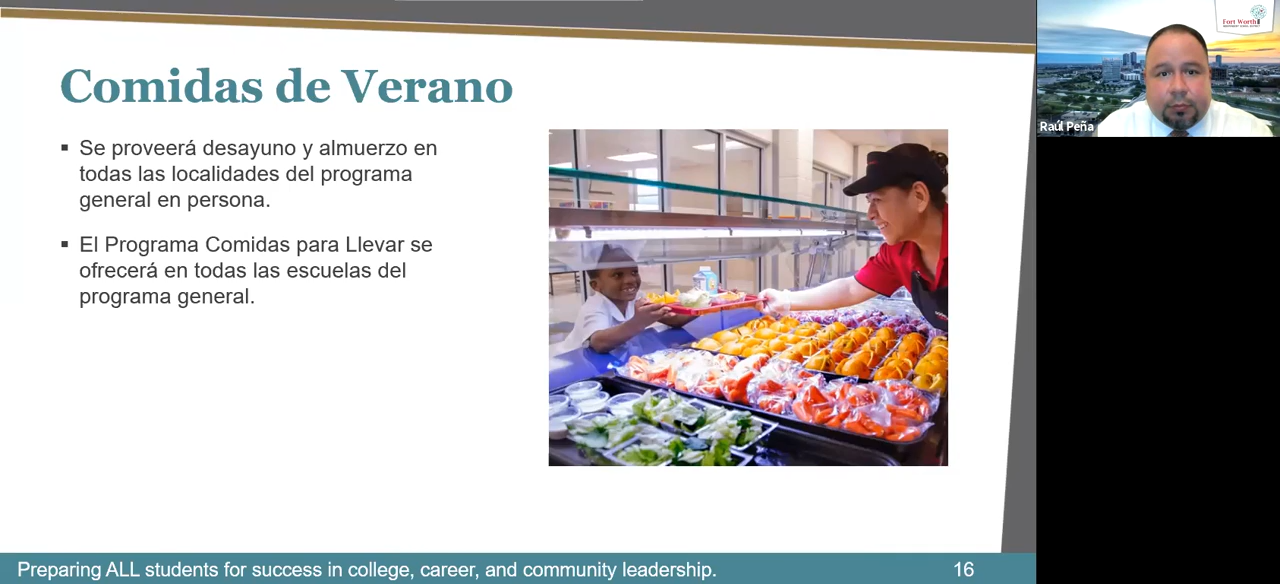 Comidas de Verano
Se proveerá desayuno y almuerzo en
todas las localidades del programa
general en persona.
El Programa Comidas para Llevar se
ofrecerá en todas las escuelas del
programa general.
Preparing ALL students for success in college, career, and community leadership.
16
Fort Worth
Raúl Peña